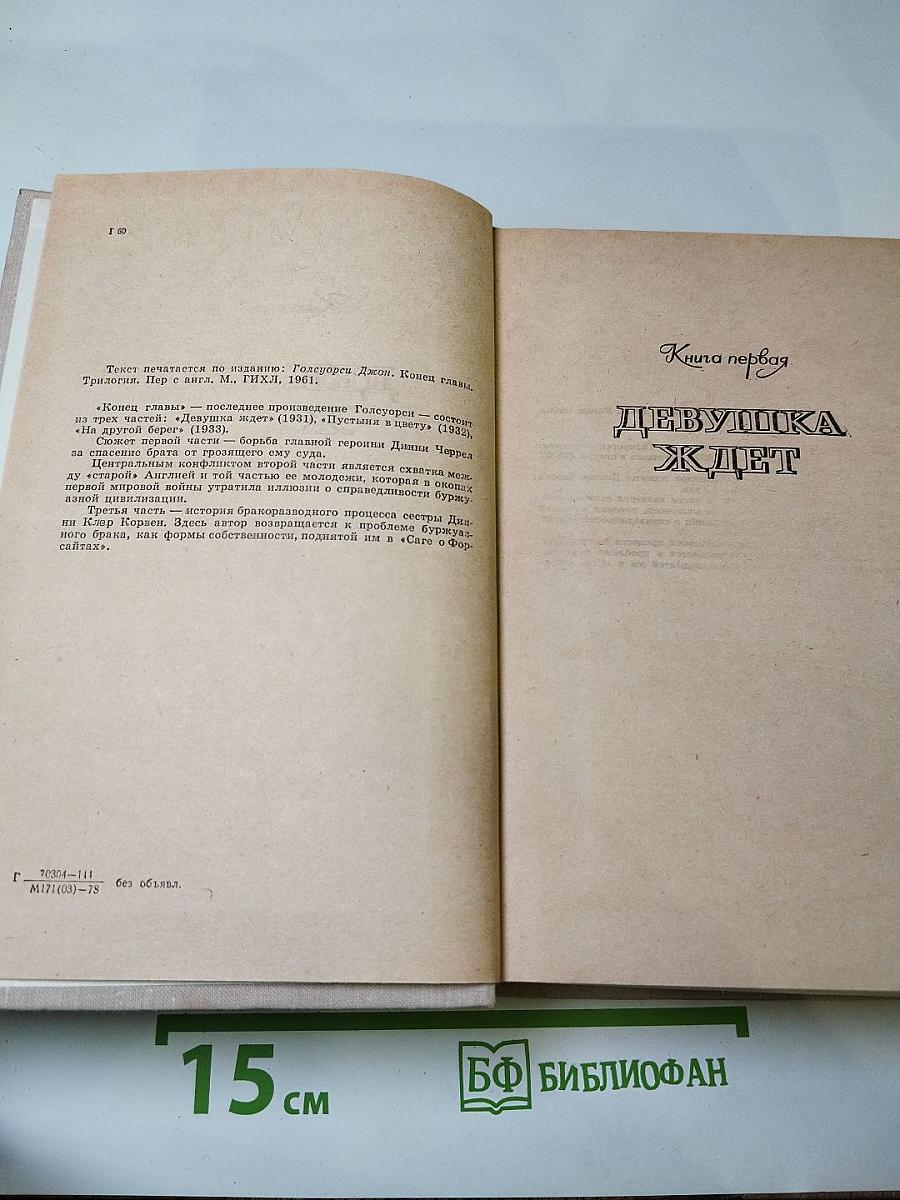 Г 60
Текст печатается по изданию: Голсуорси Джон. Конец главы.
Трилогия. Пер с англ. М., ГИХЛ, 1961.
«Конец главы» — последнее произведение Голсуорси — состоит
из трех частей: «Девушка ждет» (1931), «Пустыня в цвету» (1932),
«На другой берег» (1933).
Сюжет первой части — борьба главной героини Динни Черрел
за спасение брата от грозящего ему суда.
Центральным конфликтом второй части является схватка меж-
ду «старой» Англией и той частью ее молодежи, которая в окопах
первой мировой войны утратила иллюзии о справедливости буржу-
азной цивилизации.
Третья часть — история бракоразводного процесса сестры Дин-
ни Клэр Корвен. Здесь автор возвращается к проблеме буржуаз-
ного брака, как формы собственности, поднятой им в «Саге о Фор-
сайтах».
Г 70304—141
М171(03)—78 без объявл.
Книга первая
ДЕВУШКА
ЖДЕТ
15 см
БФ БИБЛИОФАН